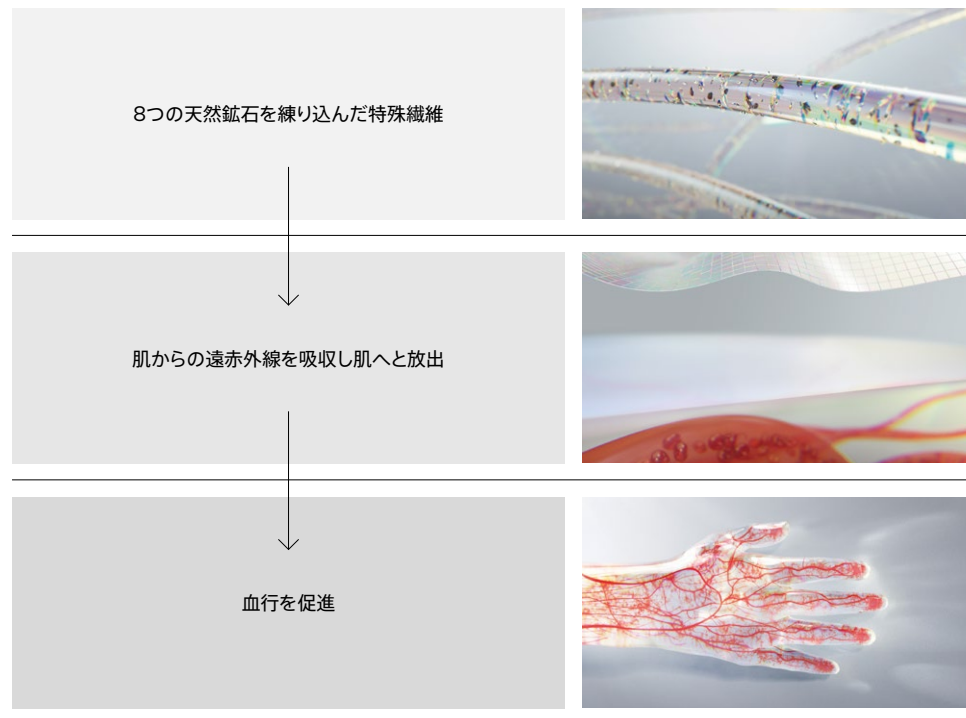 8つの天然鉱石を練り込んだ特殊繊維
肌からの遠赤外線を吸収し肌へと放出
血行を促進